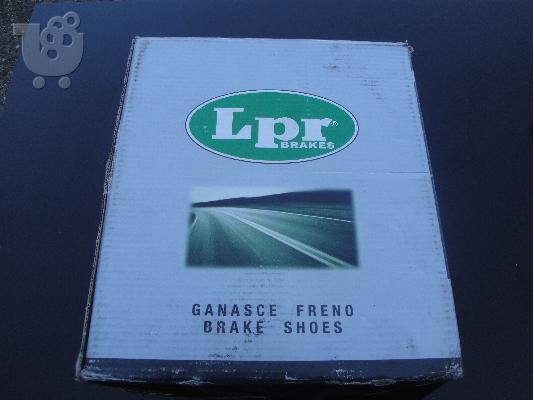 Lpr®
BRAKES
GANASCE FRENO
BRAKE SHOES